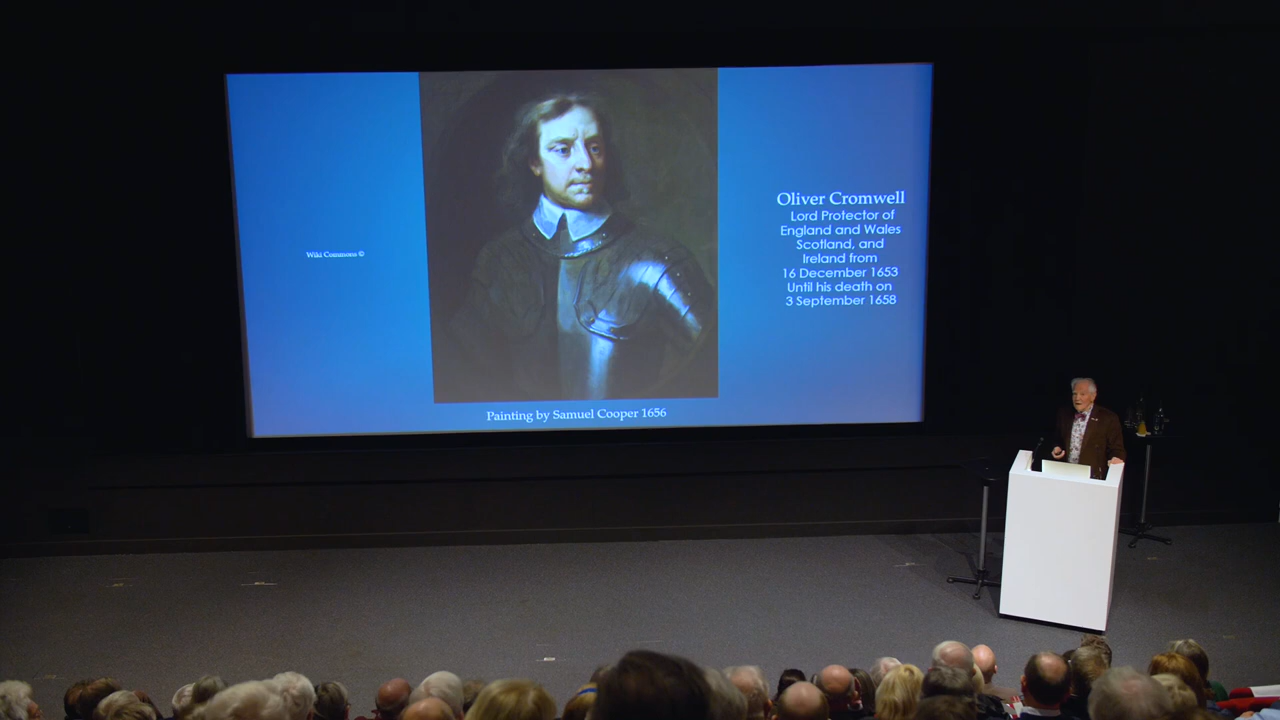 Wiki Commons ©
Oliver Cromwell
Lord Protector of
England and Wales
Scotland, and
Ireland from
16 December 1653
Until his death on
3 September 1658
Painting by Samuel Cooper 1656